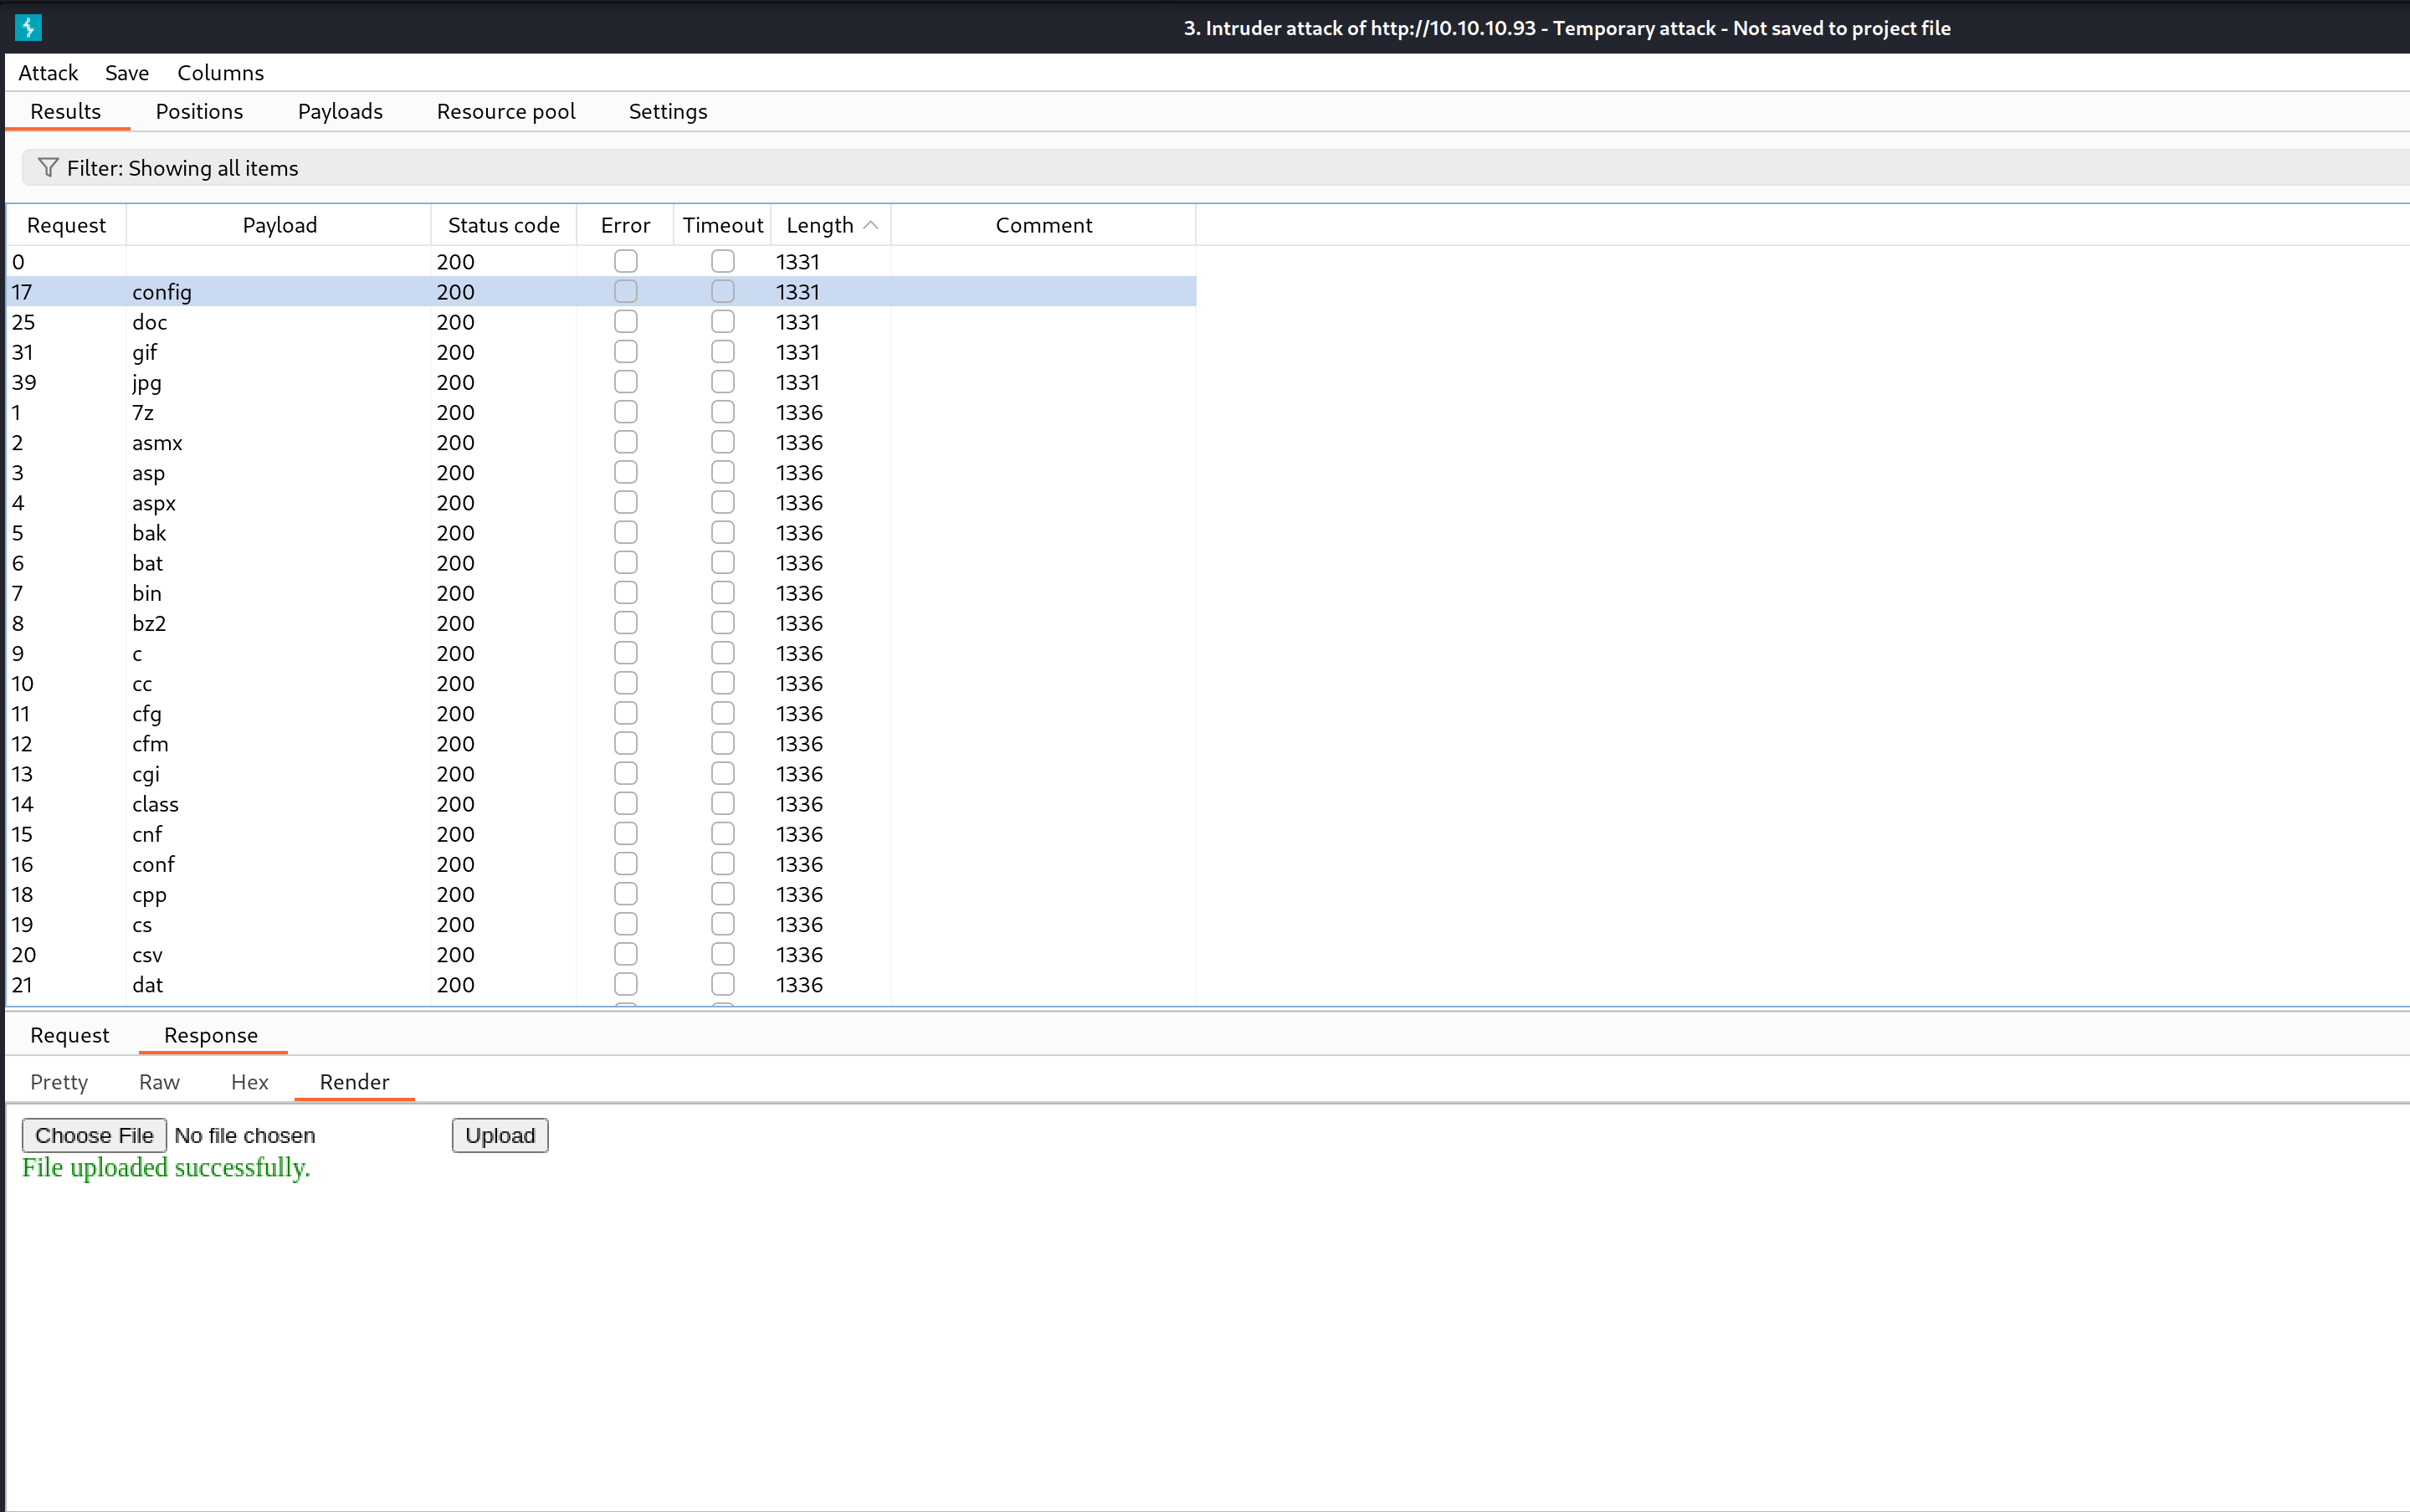 3. Intruder attack of http://10.10.10.93 - Temporary attack - Not saved to project file
Attack Save Columns
Results Positions Payloads Resource pool Settings
Filter: Showing all items
Request Payload Status code Error Timeout Length Comment
0 200 1331
17 config 200 1331
25 doc 200 1331
31 gif 200 1331
39 jpg 200 1331
1 7z 200 1336
2 asmx 200 1336
3 asp 200 1336
4 aspx 200 1336
5 bak 200 1336
6 bat 200 1336
7 bin 200 1336
8 bz2 200 1336
9 c 200 1336
10 cc 200 1336
11 cfg 200 1336
12 cfm 200 1336
13 cgi 200 1336
14 class 200 1336
15 cnf 200 1336
16 conf 200 1336
18 cpp 200 1336
19 cs 200 1336
20 csv 200 1336
21 dat 200 1336
Request Response
Pretty Raw Hex Render
Choose File No file chosen Upload
File uploaded successfully.